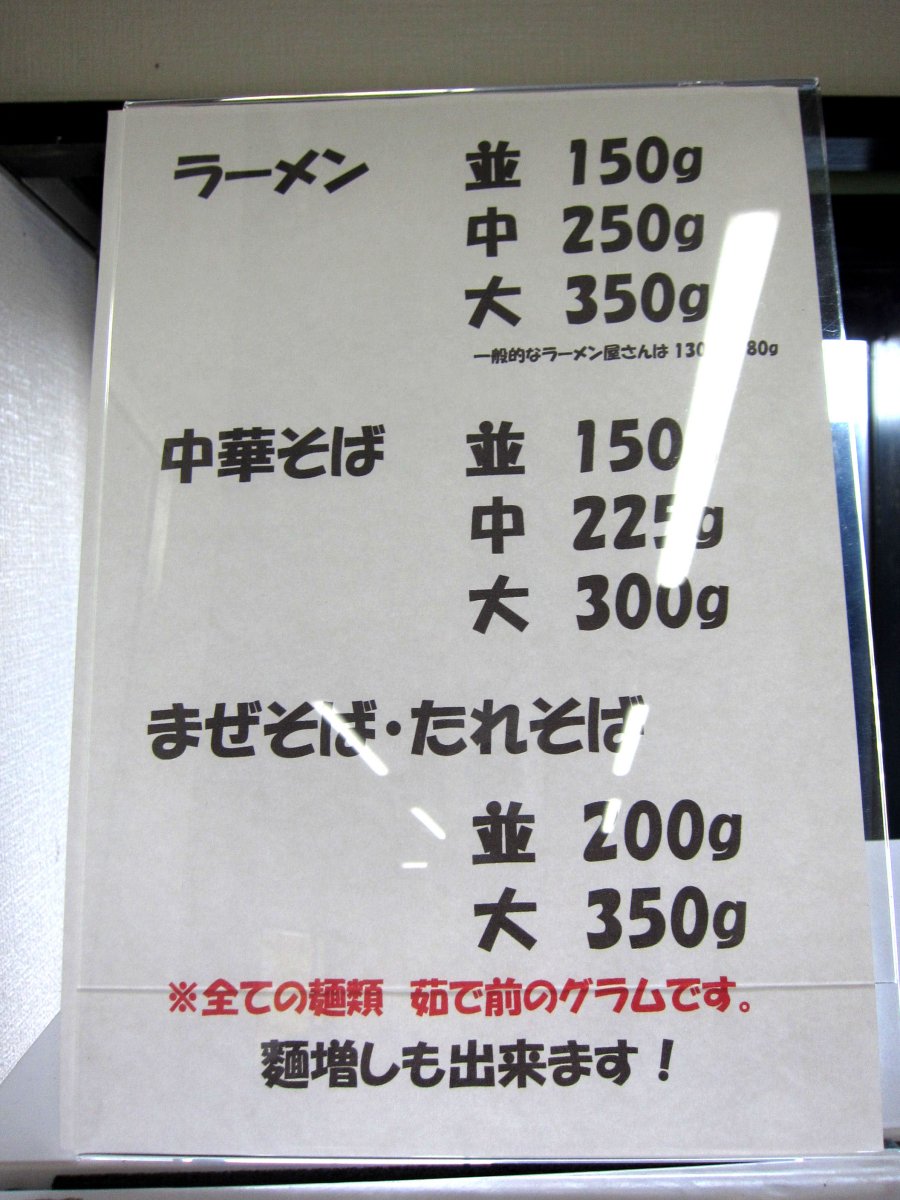 ラーメン 並 150g
中 250g
大 350g
一般的なラーメン屋さんは 130 80g
中華そば 並 150
中 225g
大 300g
まぜそば・たれそば
並 200g
大 350g
※全ての麺類 茹で前のグラムです。
麺増しも出来ます!